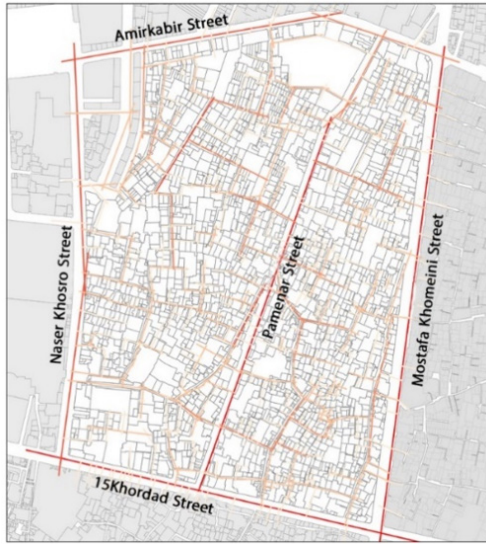 Amirkabir Street
Naser Khosro Street
Pamenar Street
Mostafa Khomeini Street
15Khordad Street